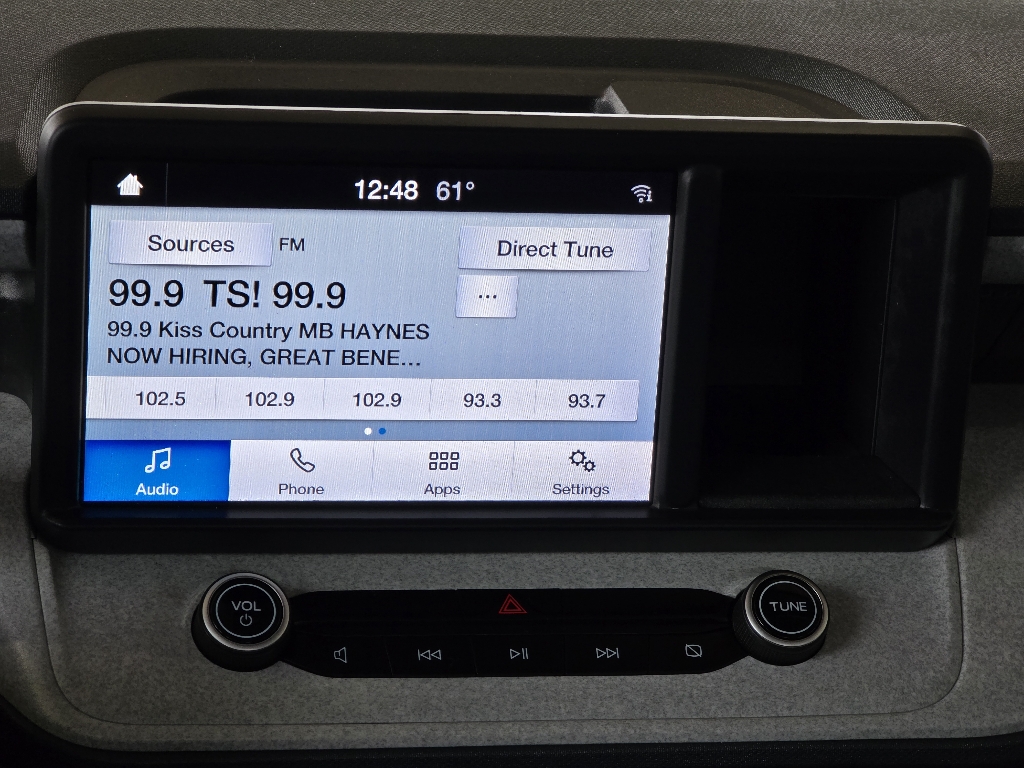 12:48 61°
Sources FM Direct Tune
99.9 TS! 99.9 ...
99.9 Kiss Country MB HAYNES
NOW HIRING, GREAT BENE...
102.5 102.9 102.9 93.3 93.7
Audio Phone Apps Settings
VOL TUNE